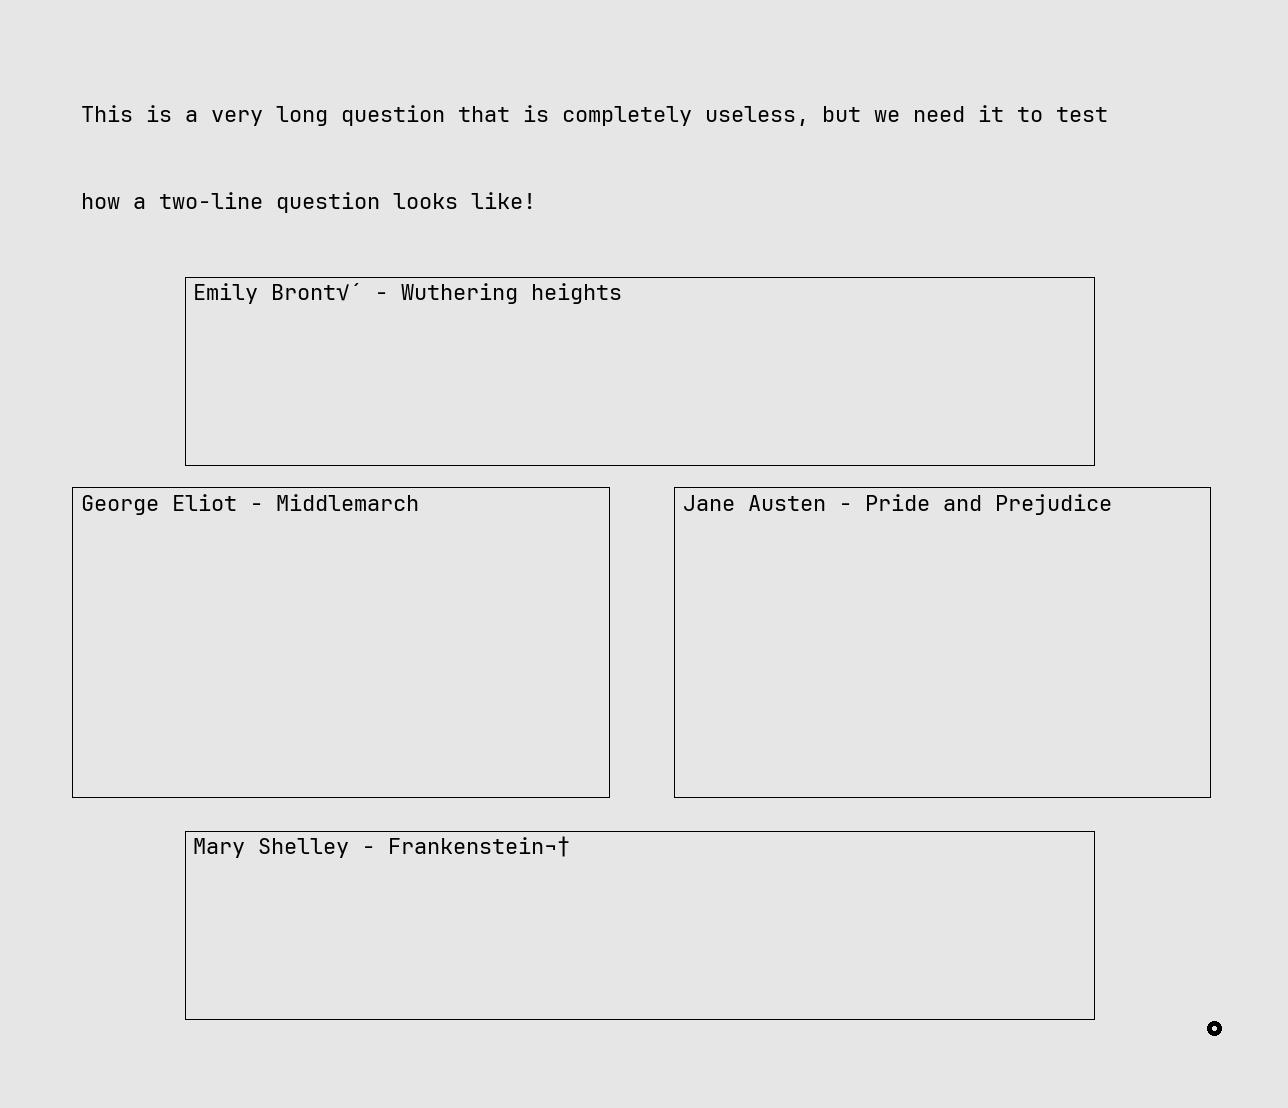 This is a very long question that is completely useless, but we need it to test
how a two-line question looks like!
Emily Bront√´ - Wuthering heights
George Eliot - Middlemarch
Jane Austen - Pride and Prejudice
Mary Shelley - Frankenstein¬†